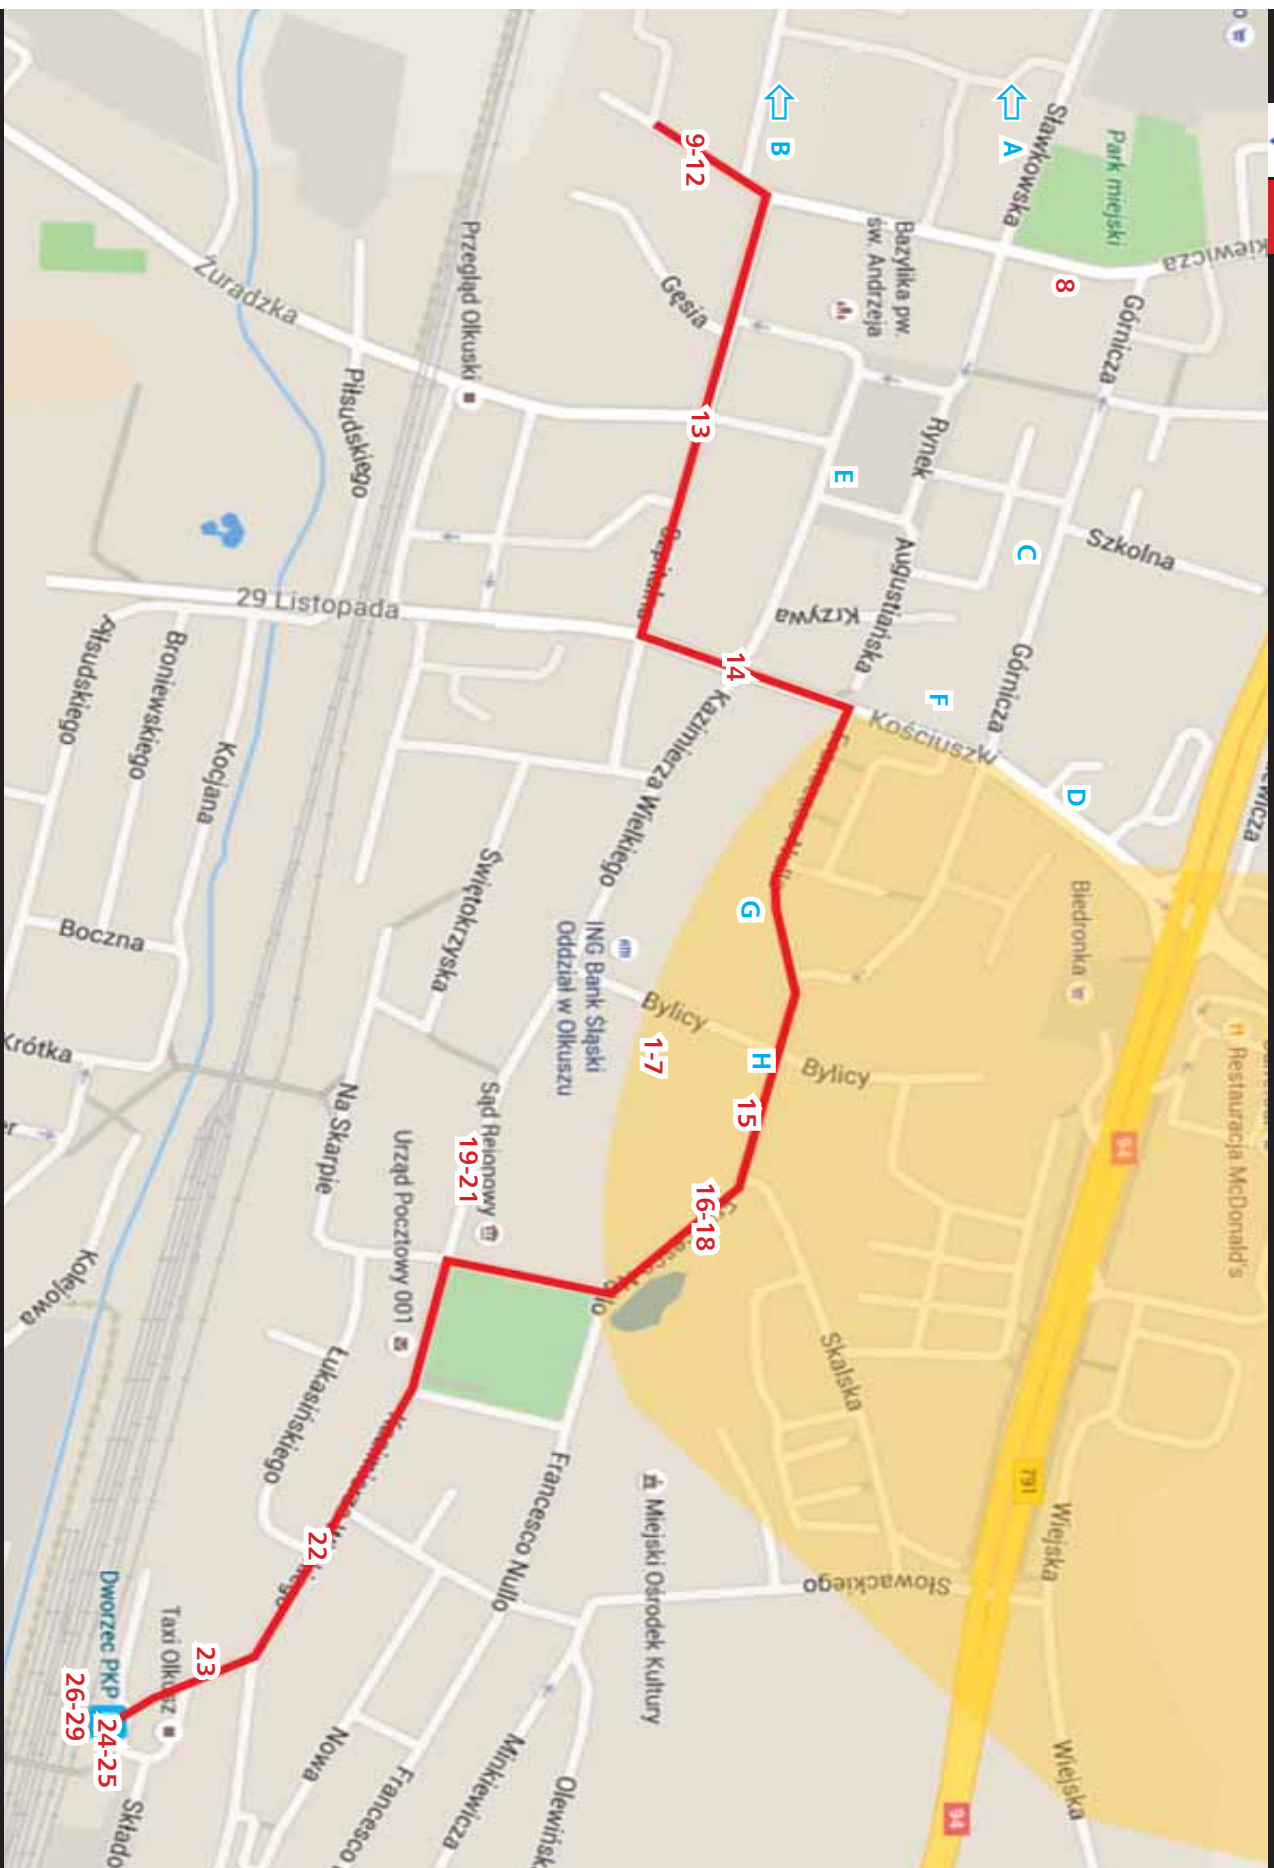 Park miejski
Sławkowska
kiewicza
A
B
8
9-12
Górnicza
Bazylika pw.
św. Andrzeja
Gęsia
Żuradzka
Przegląd Olkuski
Piłsudskiego
13
Rynek
E
C
Szkolna
Augustiańska
Krzywa
Górnicza
29 Listopada
14
F
Kościuszki
D
Kazimierza Wielkiego
Broniewskiego
Kocjana
Boczna
Krótka
Świętokrzyska
ING Bank Śląski
Oddział w Olkuszu
G
Biedronka
Bylicy
Bylicy
1-7
H
15
16-18
Restauracja McDonald's
94
Na Skarpie
Sąd Rejonowy
19-21
Urząd Pocztowy 001
Kolejowa
Łukasińskiego
Skalska
791
Wiejska
Słowackiego
Miejski Ośrodek Kultury
Francesco Nullo
22
23
Dworzec PKP
Taxi Olkusz
24-25
26-29
Nowa
Francesco
Minkiewicza
Wiejska
94